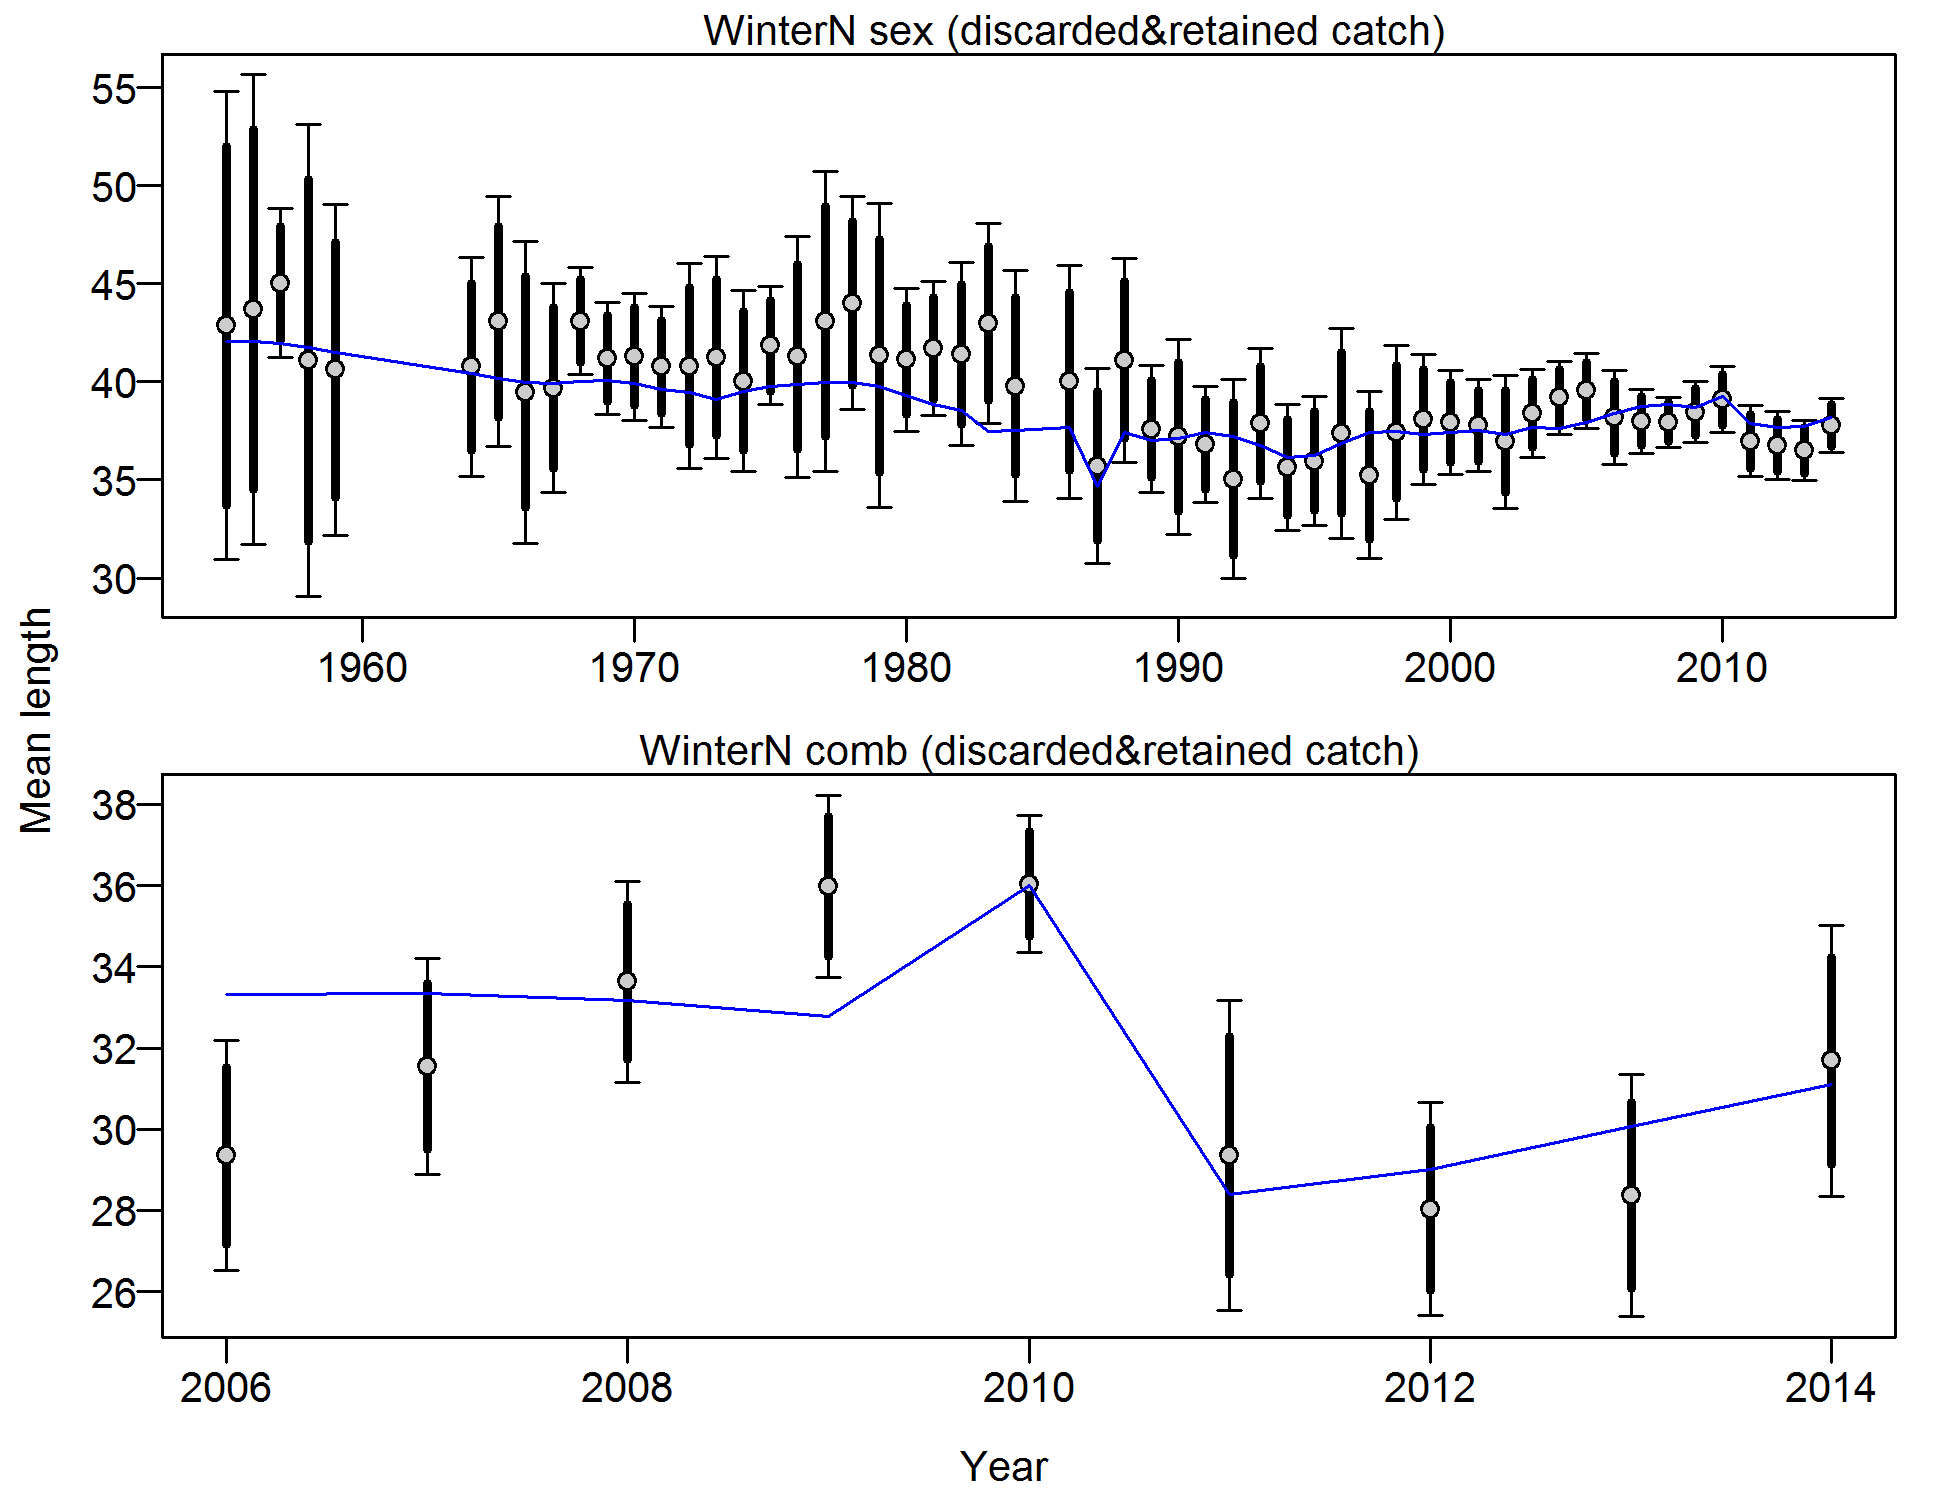 WinterN sex (discarded&retained catch)
55
50
45
40
35
30
1960 1970 1980 1990 2000 2010
Mean length
WinterN comb (discarded&retained catch)
38
36
34
32
30
28
26
2006 2008 2010 2012 2014
Year